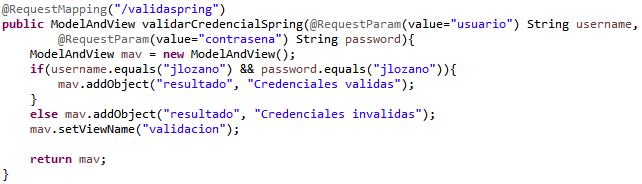 @RequestMapping("/validaspring")
public ModelAndView validarCredencialSpring(@RequestParam(value="usuario") String username,
        @RequestParam(value="contrasena") String password){
    ModelAndView mav = new ModelAndView();
    if(username.equals("jlozano") && password.equals("jlozano")){
        mav.addObject("resultado", "Credenciales validas");
    }
    else mav.addObject("resultado", "Credenciales invalidas");
    mav.setViewName("validacion");
    return mav;
}